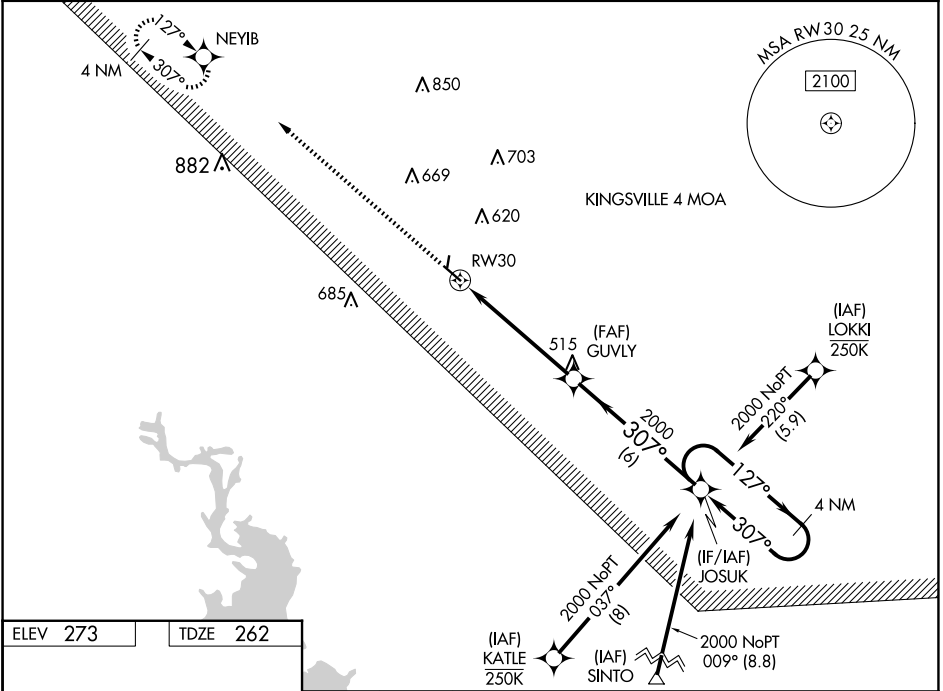 127°
NEYIB
4 NM
307°
MSA RW30 25 NM
2100
850
882
669
703
620
KINGSVILLE 4 MOA
RW30
685
(IAF)
LOKKI
250K
515
(FAF)
GUVLY
2000 NoPT
220°
(5.9)
2000
307°
(6)
127°
4 NM
307°
(IF/IAF)
JOSUK
2000 NoPT
037°
(8)
2000 NoPT
009° (8.8)
(IAF)
KATLE
250K
(IAF)
SINTO
ELEV 273
TDZE 262